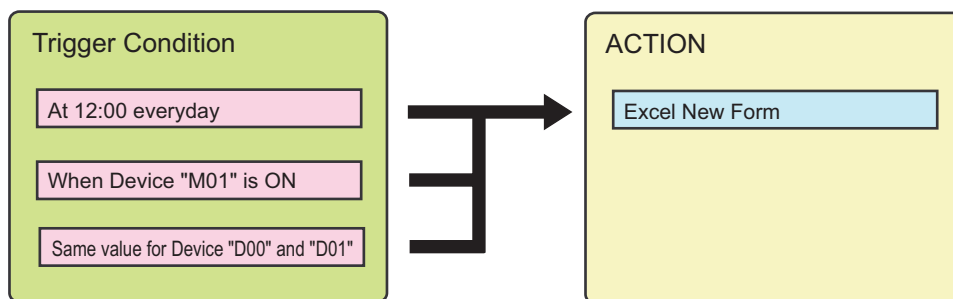 Trigger Condition
At 12:00 everyday
When Device "M01" is ON
Same value for Device "D00" and "D01"
ACTION
Excel New Form